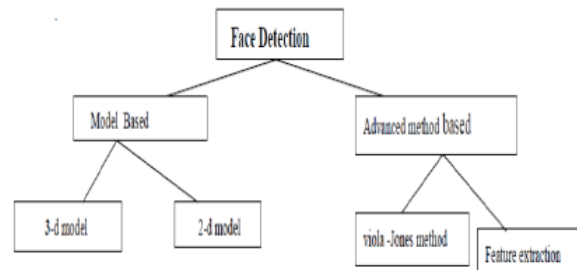 Face Detection
Model Based
Advanced method based
3-d model
2-d model
viola -Jones method
Feature extraction